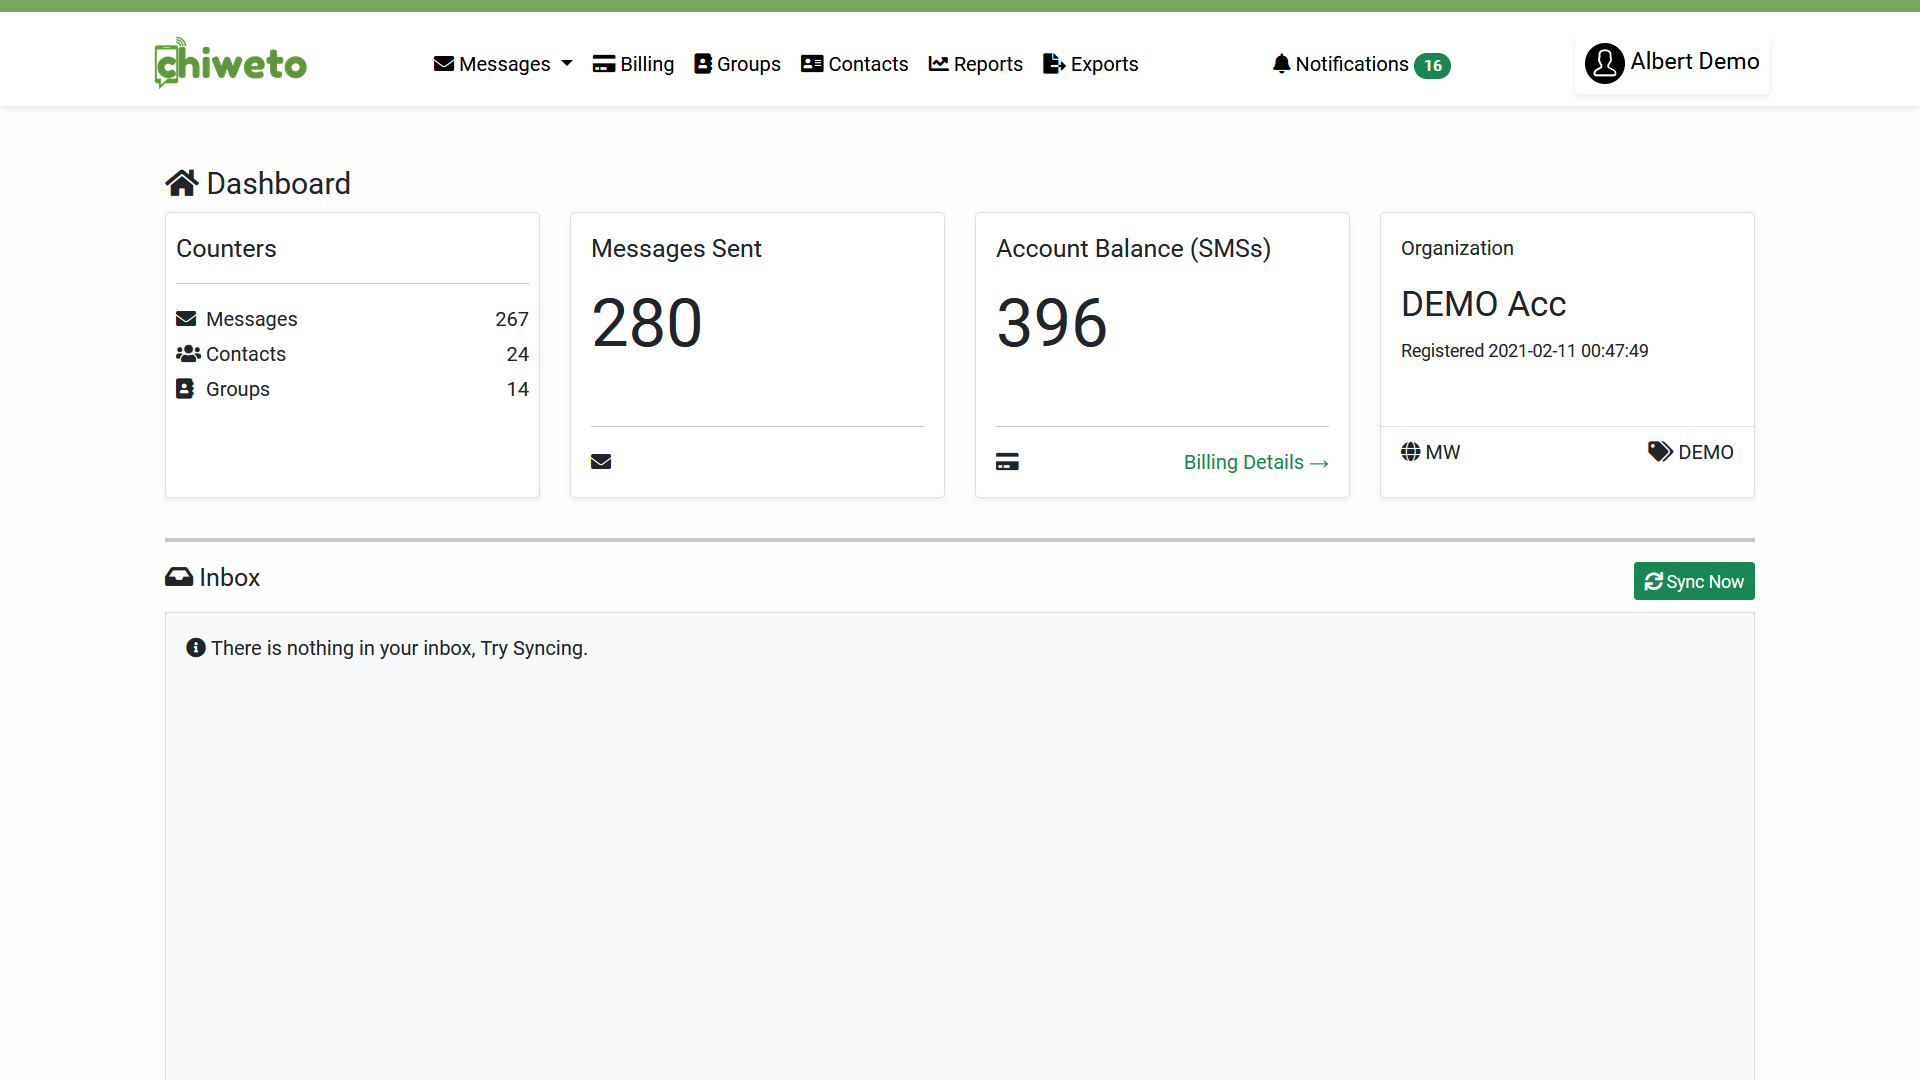 chiweto
Messages
Billing
Groups
Contacts
Reports
Exports
Notifications 16
Albert Demo
Dashboard
Counters
Messages 267
Contacts 24
Groups 14
Messages Sent
280
Account Balance (SMSs)
396
Billing Details →
Organization
DEMO Acc
Registered 2021-02-11 00:47:49
MW
DEMO
Inbox
Sync Now
There is nothing in your inbox, Try Syncing.